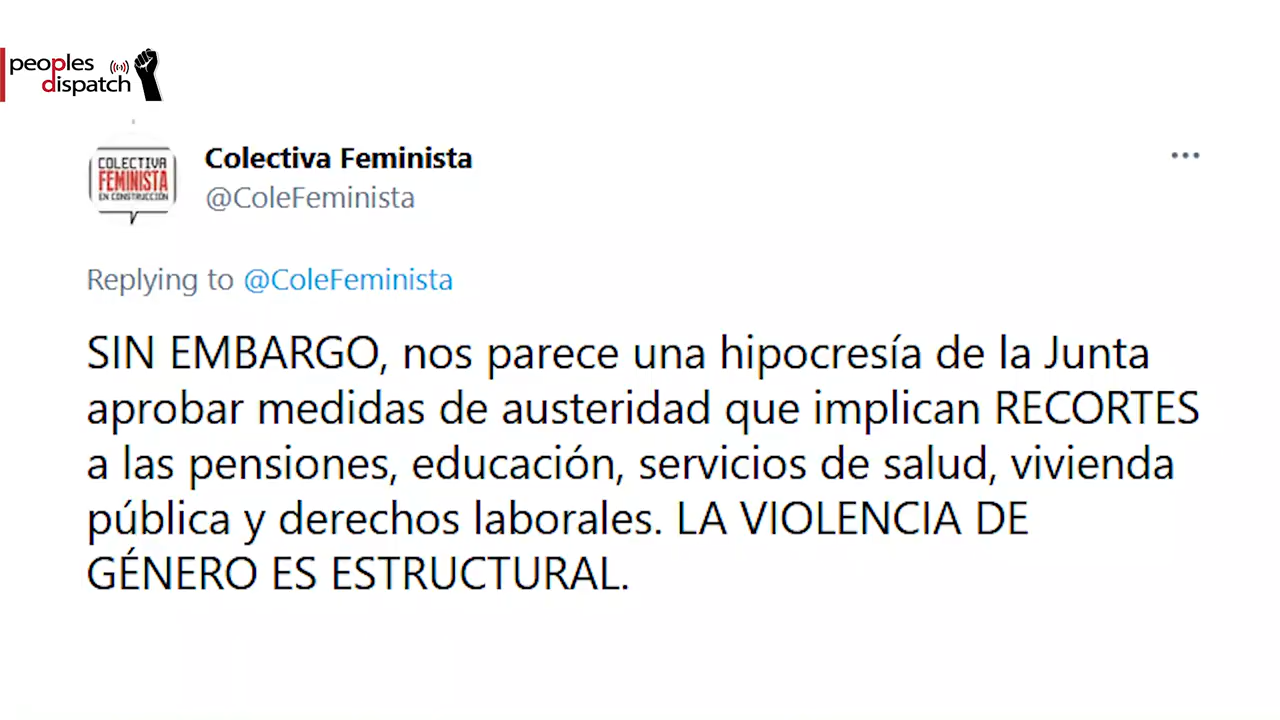 peoples
dispatch
COLECTIVA
FEMINISTA
EN CONSTRUCCIÓN
Colectiva Feminista
@ColeFeminista
Replying to @ColeFeminista
SIN EMBARGO, nos parece una hipocresía de la Junta
aprobar medidas de austeridad que implican RECORTES
a las pensiones, educación, servicios de salud, vivienda
pública y derechos laborales. LA VIOLENCIA DE
GÉNERO ES ESTRUCTURAL.